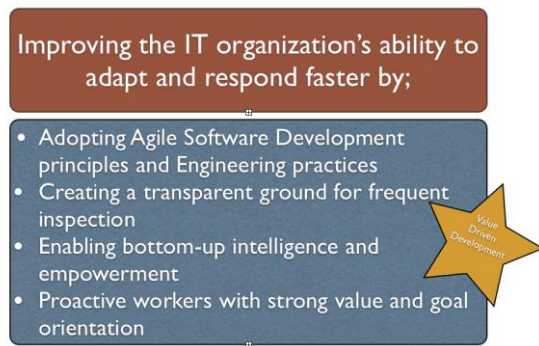 Improving the IT organization's ability to
adapt and respond faster by;
• Adopting Agile Software Development
principles and Engineering practices
• Creating a transparent ground for frequent
inspection
• Enabling bottom-up intelligence and
empowerment
• Proactive workers with strong value and goal
orientation
Value
Driven
Development